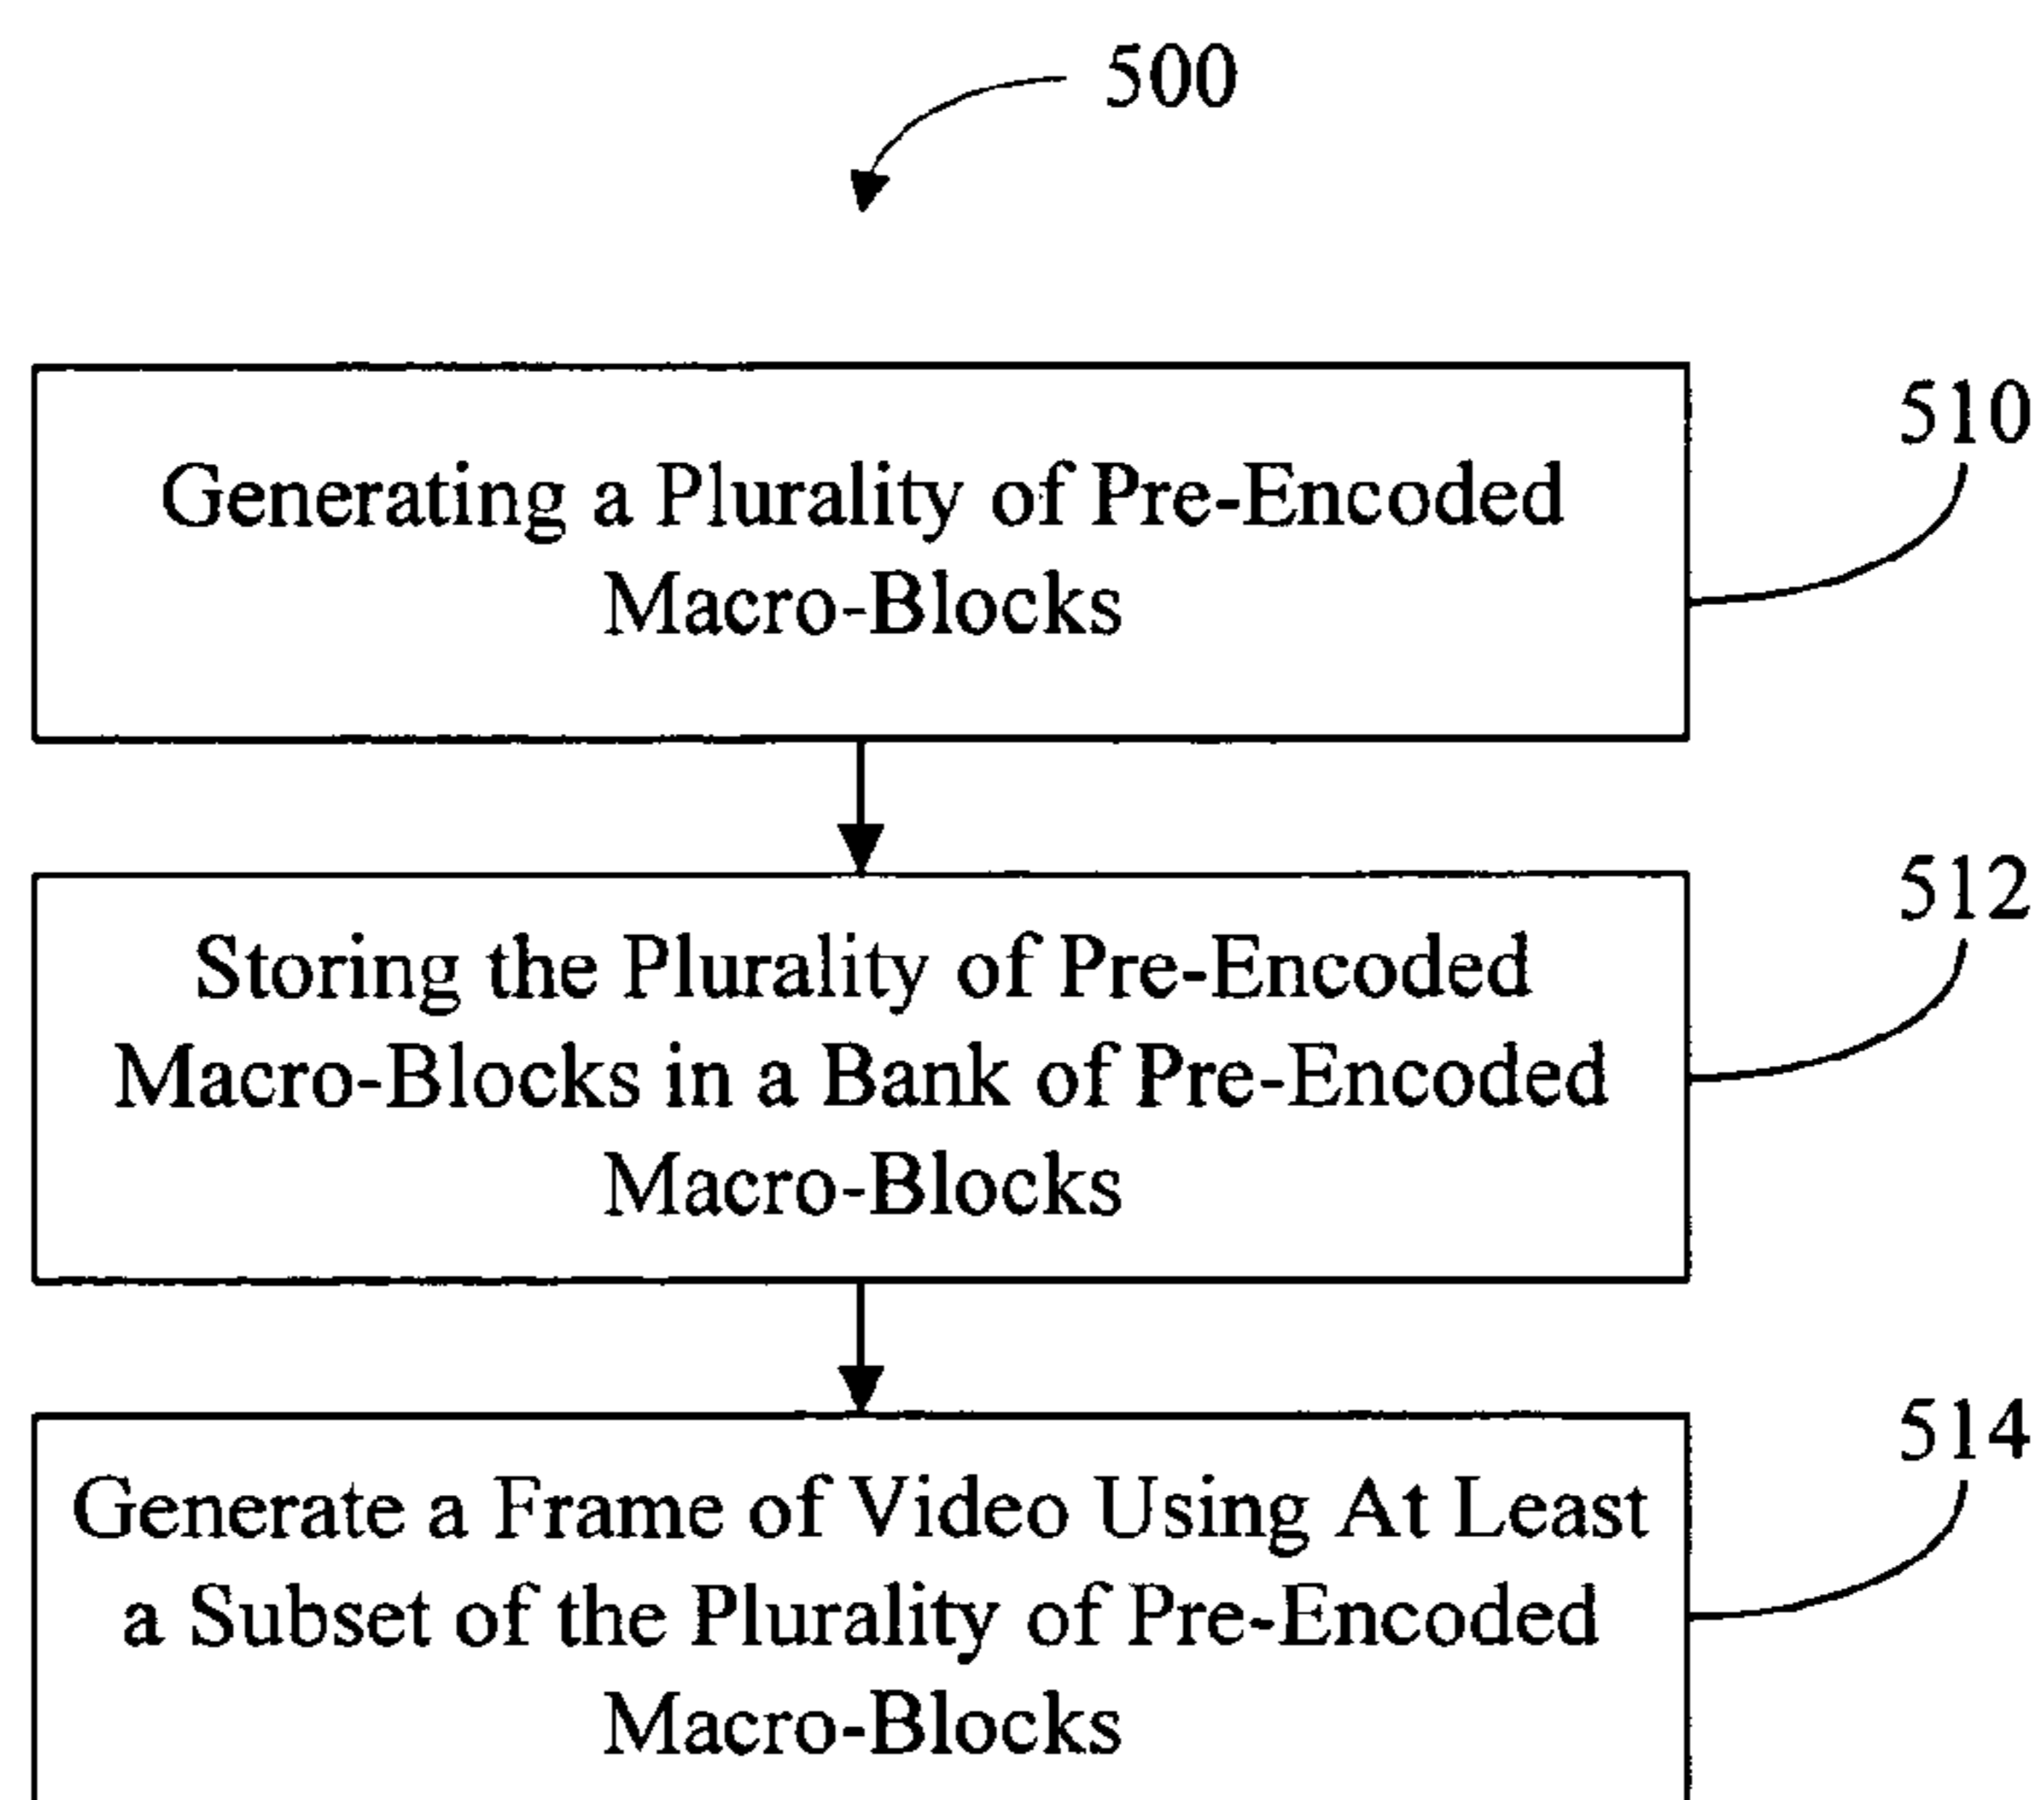 500
510
Generating a Plurality of Pre-Encoded
Macro-Blocks
512
Storing the Plurality of Pre-Encoded
Macro-Blocks in a Bank of Pre-Encoded
Macro-Blocks
514
Generate a Frame of Video Using At Least
a Subset of the Plurality of Pre-Encoded
Macro-Blocks